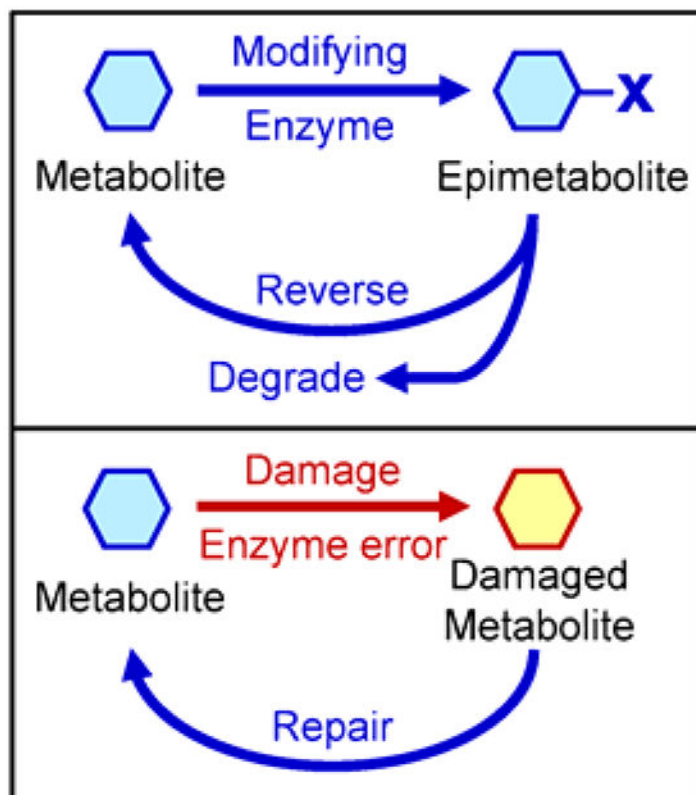 Modifying
Enzyme
X
Metabolite
Epimetabolite
Reverse
Degrade
Damage
Enzyme error
Metabolite
Damaged
Metabolite
Repair